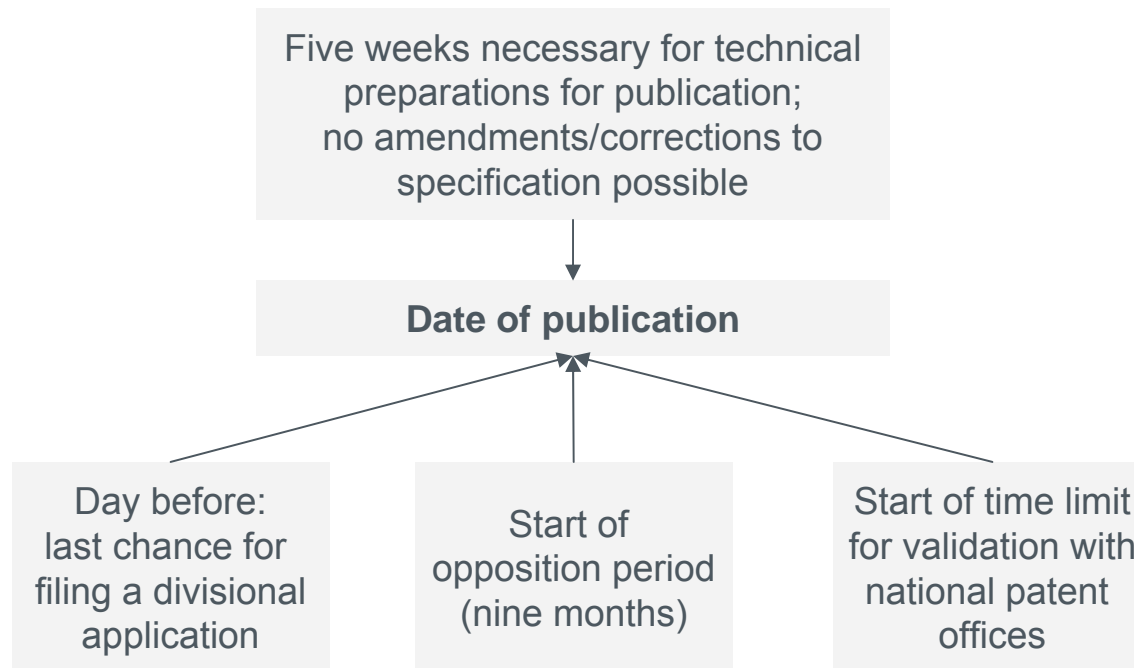 Five weeks necessary for technical
preparations for publication;
no amendments/corrections to
specification possible
Date of publication
Day before:
last chance for
filing a divisional
application
Start of
opposition period
(nine months)
Start of time limit
for validation with
national patent
offices